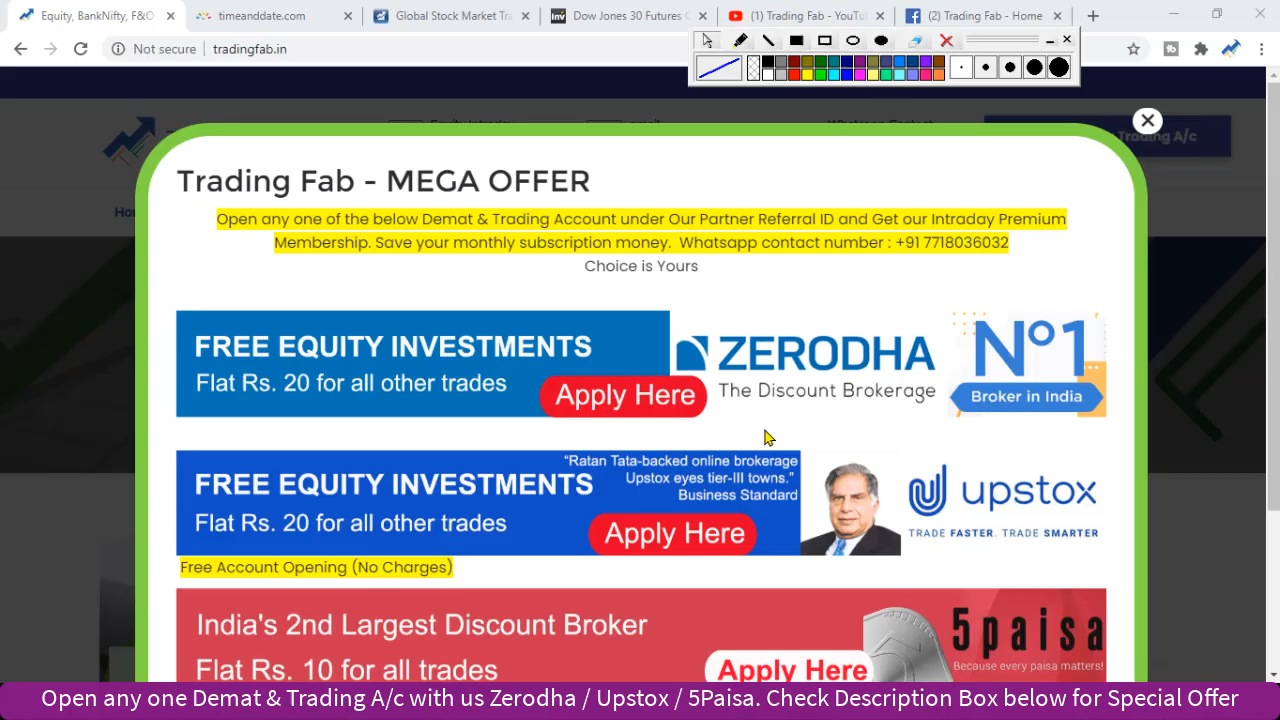 Equity, BankNifty, F&O
timeanddate.com
Global Stock Market Tra
Dow Jones 30 Futures
(1) Trading Fab - YouTu
(2) Trading Fab - Home
Not secure
tradingfab.in
Equity Intraday
email
Whatsapp Contact
Trading A/c
Trading Fab - MEGA OFFER
Open any one of the below Demat & Trading Account under Our Partner Referral ID and Get our Intraday Premium
Membership. Save your monthly subscription money. Whatsapp contact number : +91 7718036032
Choice is Yours
FREE EQUITY INVESTMENTS
Flat Rs. 20 for all other trades
Apply Here
ZERODHA
The Discount Brokerage
Nº1
Broker in India
FREE EQUITY INVESTMENTS
Flat Rs. 20 for all other trades
“Ratan Tata-backed online brokerage
Upstox eyes tier-III towns.”
Business Standard
Apply Here
upstox
TRADE FASTER. TRADE SMARTER
Free Account Opening (No Charges)
India's 2nd Largest Discount Broker
Flat Rs. 10 for all trades
Apply Here
5paisa
Because every paisa matters!
Open any one Demat & Trading A/c with us Zerodha / Upstox / 5Paisa. Check Description Box below for Special Offer